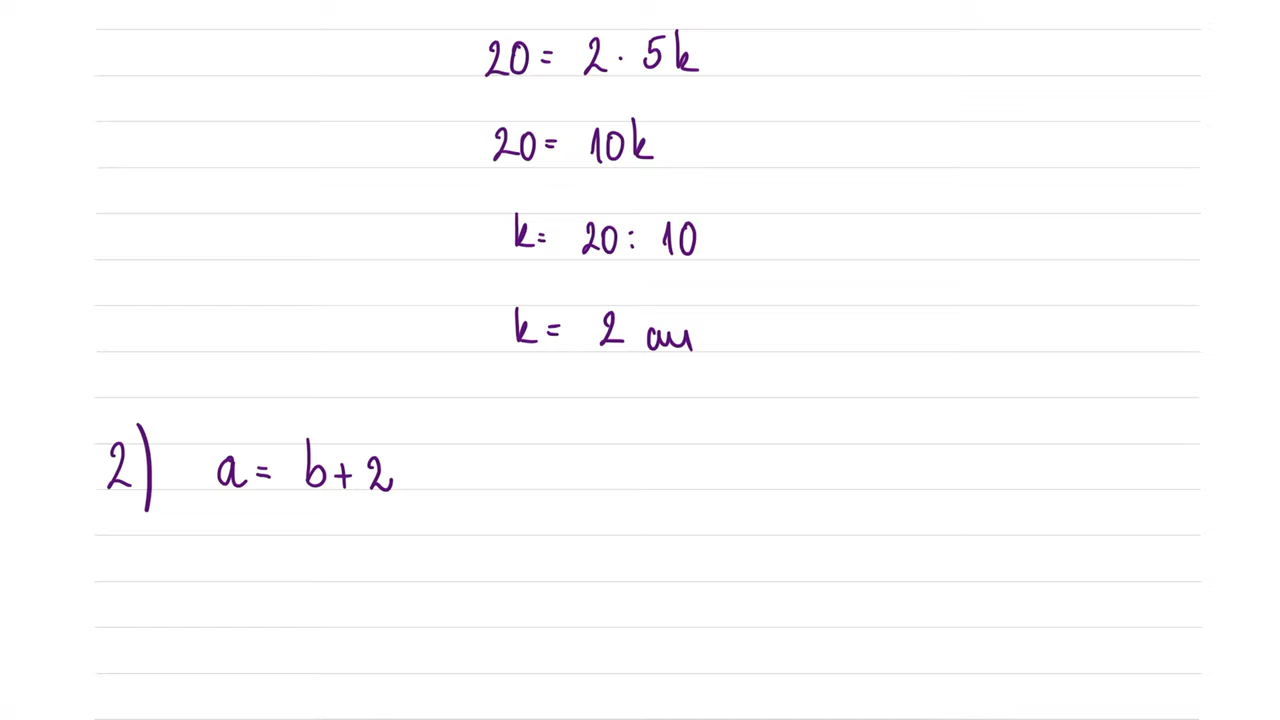 20 = 2 · 5k
20 = 10k
k = 20 : 10
k = 2 cm
2) a = b + 2